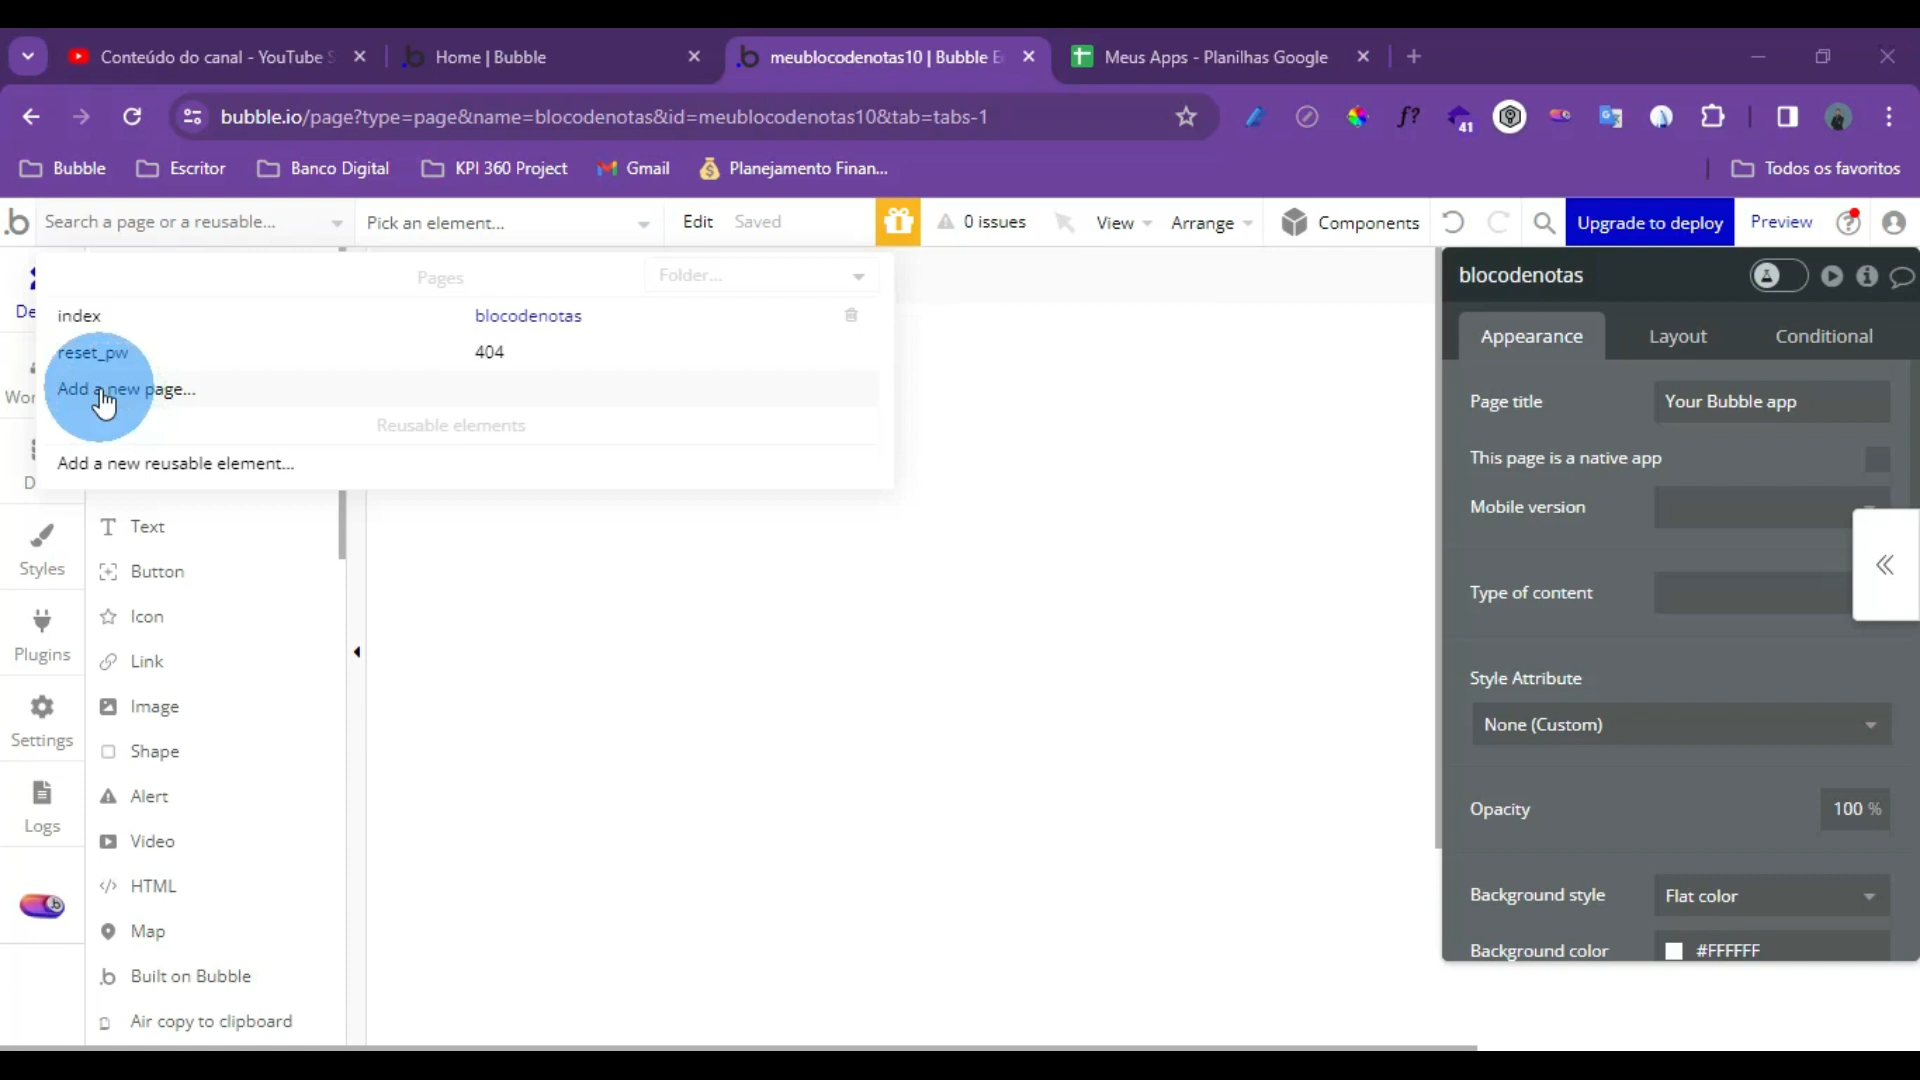 Conteúdo do canal - YouTube S
Home | Bubble
meublocodenotas10 | Bubble E
Meus Apps - Planilhas Google
bubble.io/page?type=page&name=blocodenotas&id=meublocodenotas10&tab=tabs-1
f?
41
Bubble
Escritor
Banco Digital
KPI 360 Project
Gmail
Planejamento Finan...
Todos os favoritos
Search a page or a reusable...
Pick an element...
Edit
Saved
0 issues
View
Arrange
Components
Upgrade to deploy
Preview
Pages
Folder...
index
blocodenotas
reset_pw
404
Add a new page...
Reusable elements
Add a new reusable element...
De
Wor
D
Styles
Plugins
Settings
Logs
Text
Button
Icon
Link
Image
Shape
Alert
Video
HTML
Map
Built on Bubble
Air copy to clipboard
blocodenotas
Appearance
Layout
Conditional
Page title
Your Bubble app
This page is a native app
Mobile version
Type of content
Style Attribute
None (Custom)
Opacity
100 %
Background style
Flat color
Background color
#FFFFFF